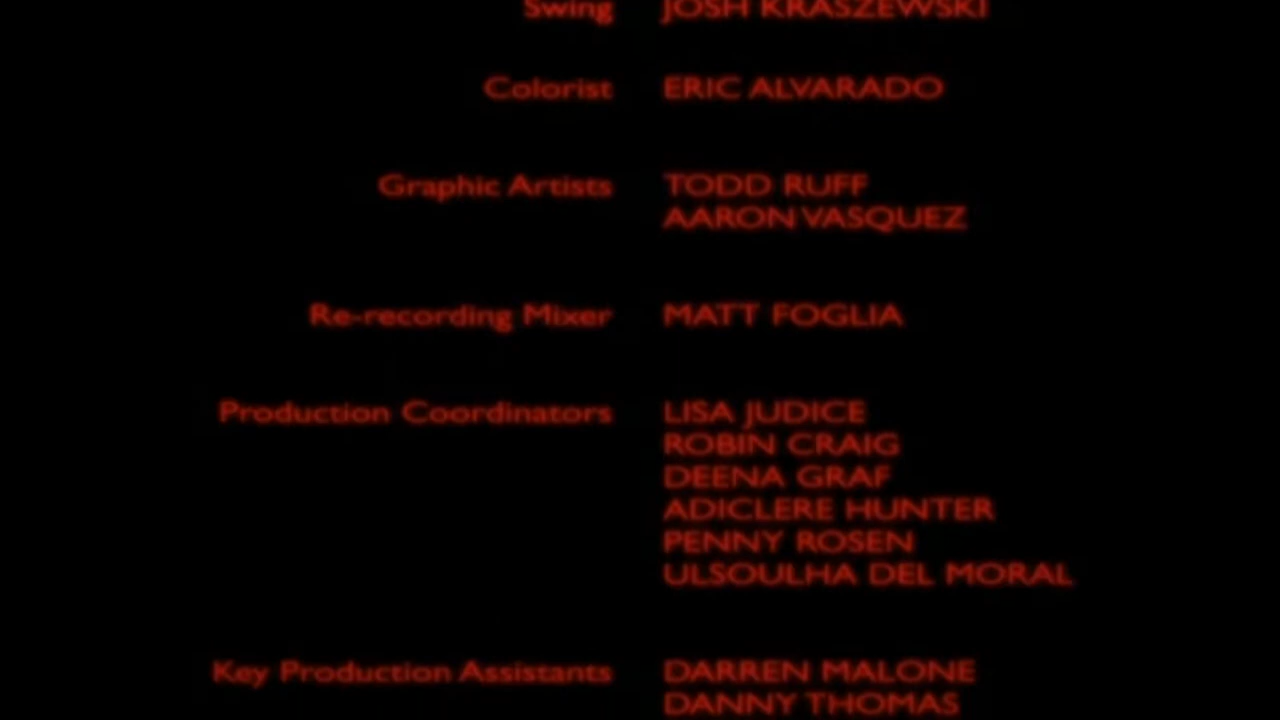 Swing JOSH KRASZEWSKI
Colorist ERIC ALVARADO
Graphic Artists TODD RUFF
AARON VASQUEZ
Re-recording Mixer MATT FOGLIA
Production Coordinators LISA JUDICE
ROBIN CRAIG
DEENA GRAF
ADICLERE HUNTER
PENNY ROSEN
ULSOULHA DEL MORAL
Key Production Assistants DARREN MALONE
DANNY THOMAS